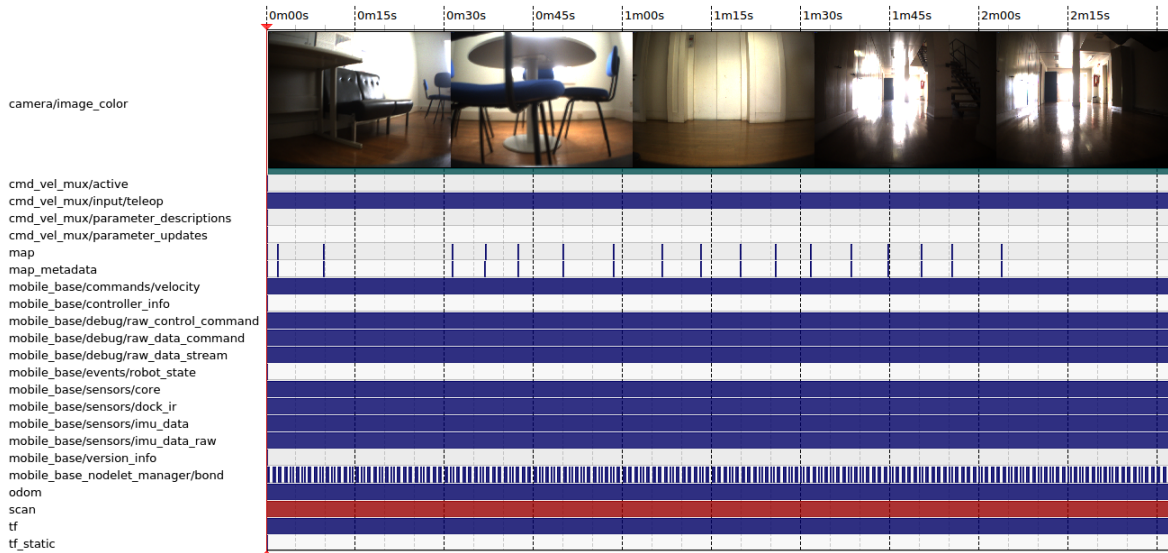 0m00s 0m15s 0m30s 0m45s 1m00s 1m15s 1m30s 1m45s 2m00s 2m15s
camera/image_color
cmd_vel_mux/active
cmd_vel_mux/input/teleop
cmd_vel_mux/parameter_descriptions
cmd_vel_mux/parameter_updates
map
map_metadata
mobile_base/commands/velocity
mobile_base/controller_info
mobile_base/debug/raw_control_command
mobile_base/debug/raw_data_command
mobile_base/debug/raw_data_stream
mobile_base/events/robot_state
mobile_base/sensors/core
mobile_base/sensors/dock_ir
mobile_base/sensors/imu_data
mobile_base/sensors/imu_data_raw
mobile_base/version_info
mobile_base_nodelet_manager/bond
odom
scan
tf
tf_static